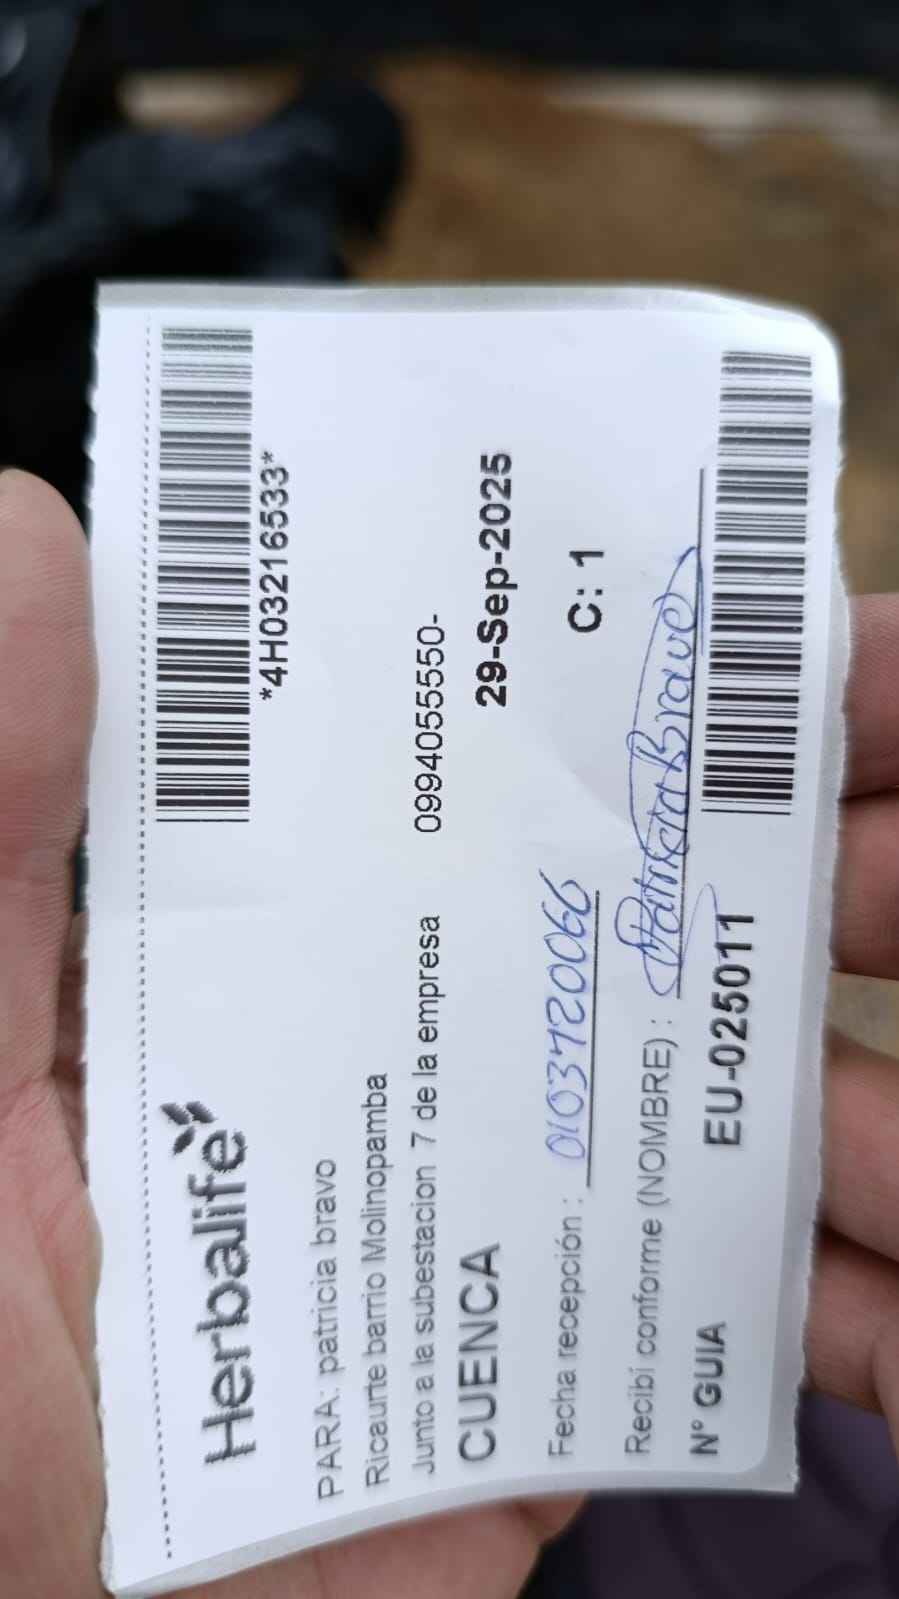 Herbalife
*4H03216533*
PARA: patricia bravo
Ricaurte barrio Molinopamba
Junto a la subestacion 7 de la empresa 0994055550-
CUENCA 29-Sep-2025
Fecha recepción : 0103720066 C: 1
Recibí conforme (NOMBRE) : Patricia Bravo
N° GUIA EU-025011